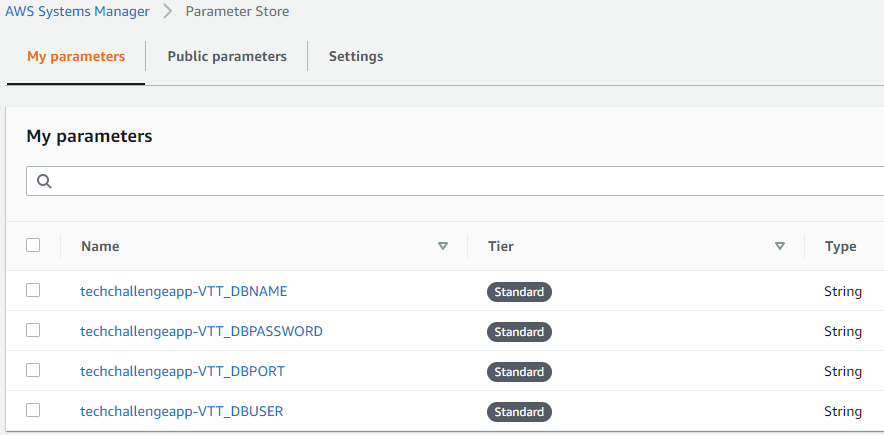 AWS Systems Manager > Parameter Store
My parameters Public parameters Settings
My parameters
Name Tier Type
techchallengeapp-VTT_DBNAME Standard String
techchallengeapp-VTT_DBPASSWORD Standard String
techchallengeapp-VTT_DBPORT Standard String
techchallengeapp-VTT_DBUSER Standard String